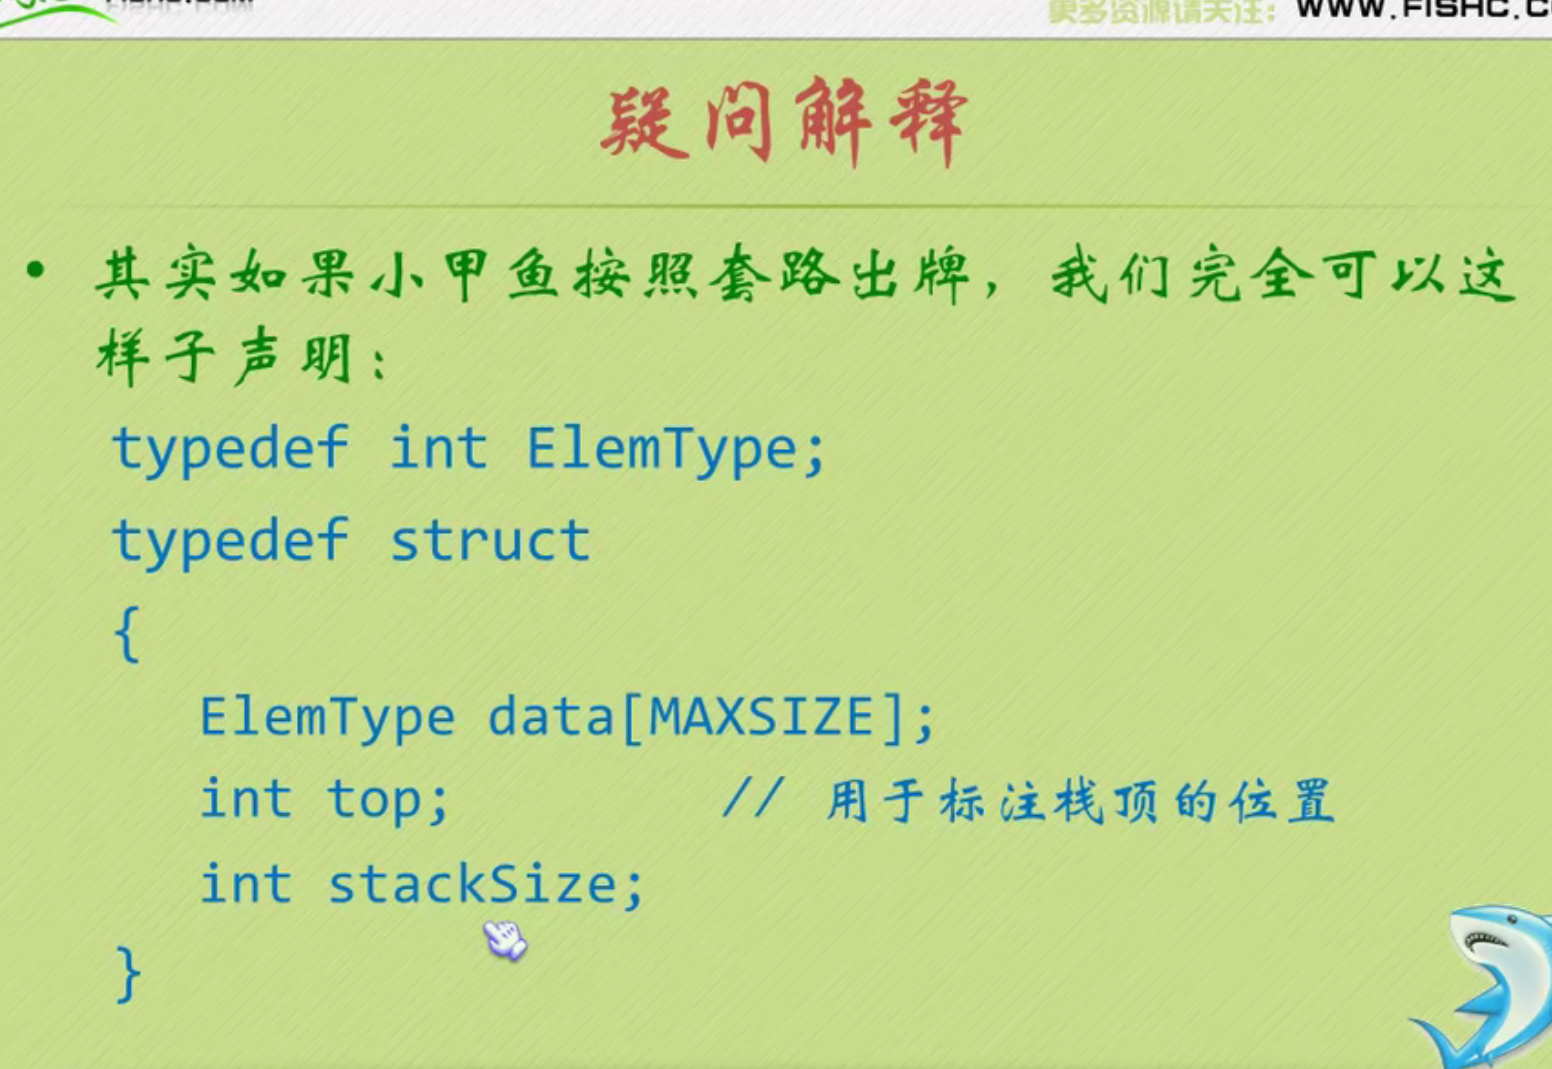 更多资源请关注: WWW.FISHC.C
疑问解释
• 其实如果小甲鱼按照套路出牌，我们完全可以这
样子声明：
typedef int ElemType;
typedef struct
{
ElemType data[MAXSIZE];
int top; // 用于标注栈顶的位置
int stackSize;
}